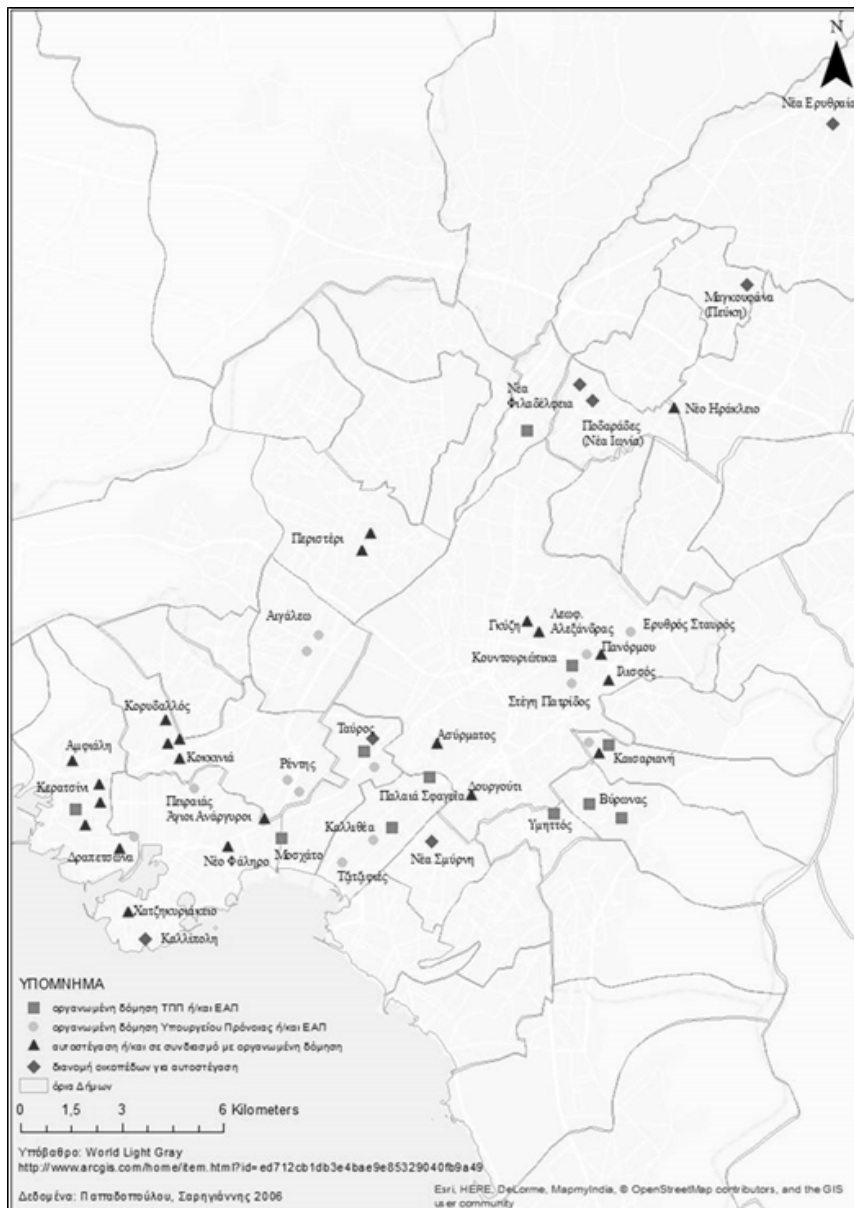 N
Νέα Ερυθραία
Μαγκουφάνα
(Πεύκη)
Νέα
Φιλαδέλφεια
Ποδαράδες
(Νέα Ιωνία)
Νέο Ηράκλειο
Περιστέρι
Αιγάλεω
Γκύζη
Λεωφ.
Αλεξάνδρας
Ερυθρός Σταυρός
Πανόρμου
Κουντουριώτικα
Ιλισσός
Στέγη Πατρίδος
Κορυδαλλός
Αμφιάλη
Κοκκινιά
Ταύρος
Ασύρματος
Καισαριανή
Κερατσίνι
Ρέντης
Πειραιάς
Άγιοι Ανάργυροι
Παλαιά Σφαγεία
Δουργούτι
Βύρωνας
Υμηττός
Καλλιθέα
Δραπετσώνα
Νέο Φάληρο
Μοσχάτο
Νέα Σμύρνη
Τζιτζιφιές
Χατζηκυριάκειο
Καλλίπολη
ΥΠΟΜΝΗΜΑ
οργανωμένη δόμηση ΤΠΠ ή/και ΕΑΠ
οργανωμένη δόμηση Υπουργείου Πρόνοιας ή/και ΕΑΠ
αυτοστέγαση ή/και σε συνδιασμό με οργανωμένη δόμηση
διανομή οικοπέδων για αυτοστέγαση
όρια Δήμων
0 1,5 3 6 Kilometers
Υπόβαθρο: World Light Gray
http://www.arcgis.com/home/item.html?id=ed712cb1db3e4bae9e85329040fb9a49
Δεδομένα: Παπαδοπούλου, Σαρηγιάννης 2006
Esri, HERE, DeLorme, MapmyIndia, © OpenStreetMap contributors, and the GIS
user community